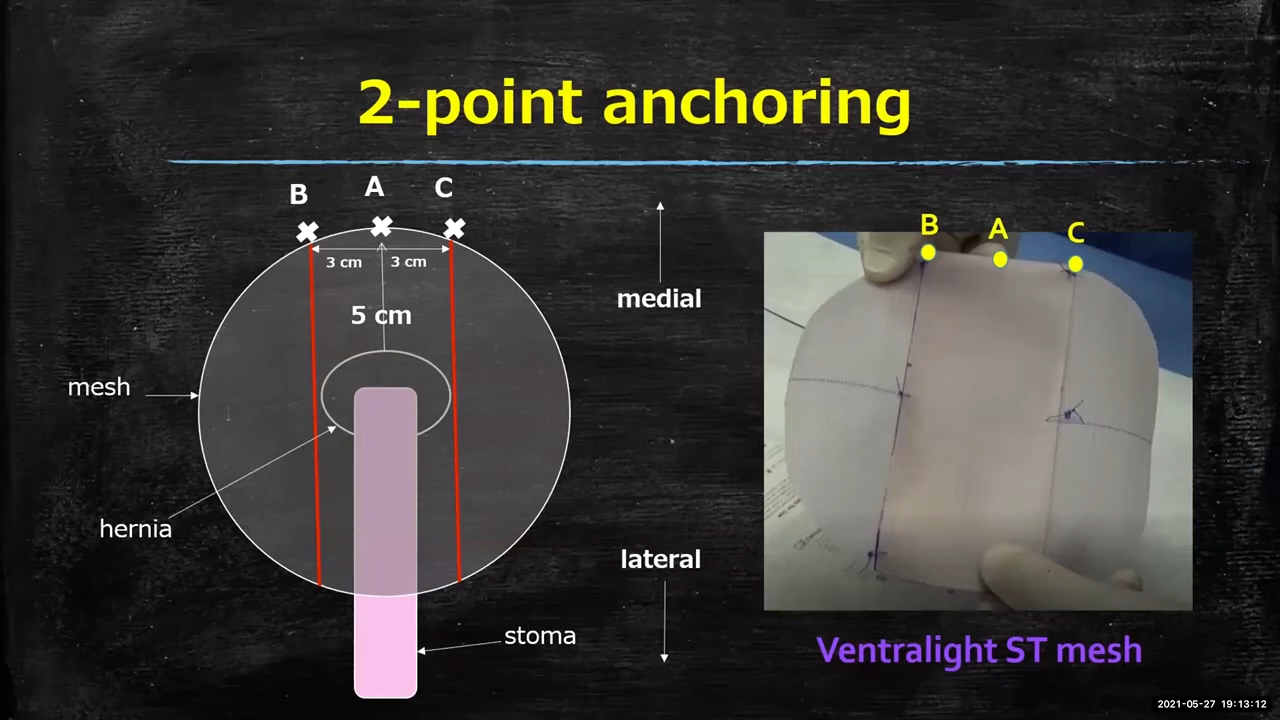 2-point anchoring
B A C
3 cm 3 cm
5 cm
mesh
hernia
stoma
medial
lateral
B A C
Ventralight ST mesh
2021-05-27 19:13:12